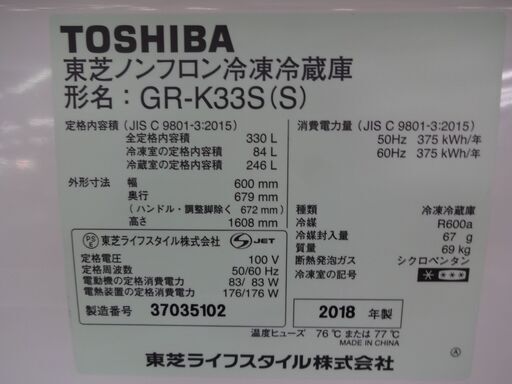 TOSHIBA
東芝ノンフロン冷凍冷蔵庫
形名：GR-K33S(S)
定格内容積（JIS C 9801-3:2015）
全定格内容積 330 L
冷凍室の定格内容積 84 L
冷蔵室の定格内容積 246 L
外形寸法 幅 600 mm
奥行 679 mm
（ハンドル・調整脚除く 672 mm）
高さ 1608 mm
消費電力量（JIS C 9801-3:2015）
50Hz 375 kWh/年
60Hz 375 kWh/年
種類 冷凍冷蔵庫
冷媒 R600a
冷媒封入量 67 g
質量 69 kg
断熱発泡ガス シクロペンタン
冷凍室の記号
PSE 東芝ライフスタイル株式会社 JET
定格電圧 100 V
定格周波数 50/60 Hz
電動機の定格消費電力 83/ 83 W
電熱装置の定格消費電力 176/176 W
製造番号 37035102
2018 年製
温度ヒューズ 76℃または77℃
MADE IN CHINA
東芝ライフスタイル株式会社
Ⓐ